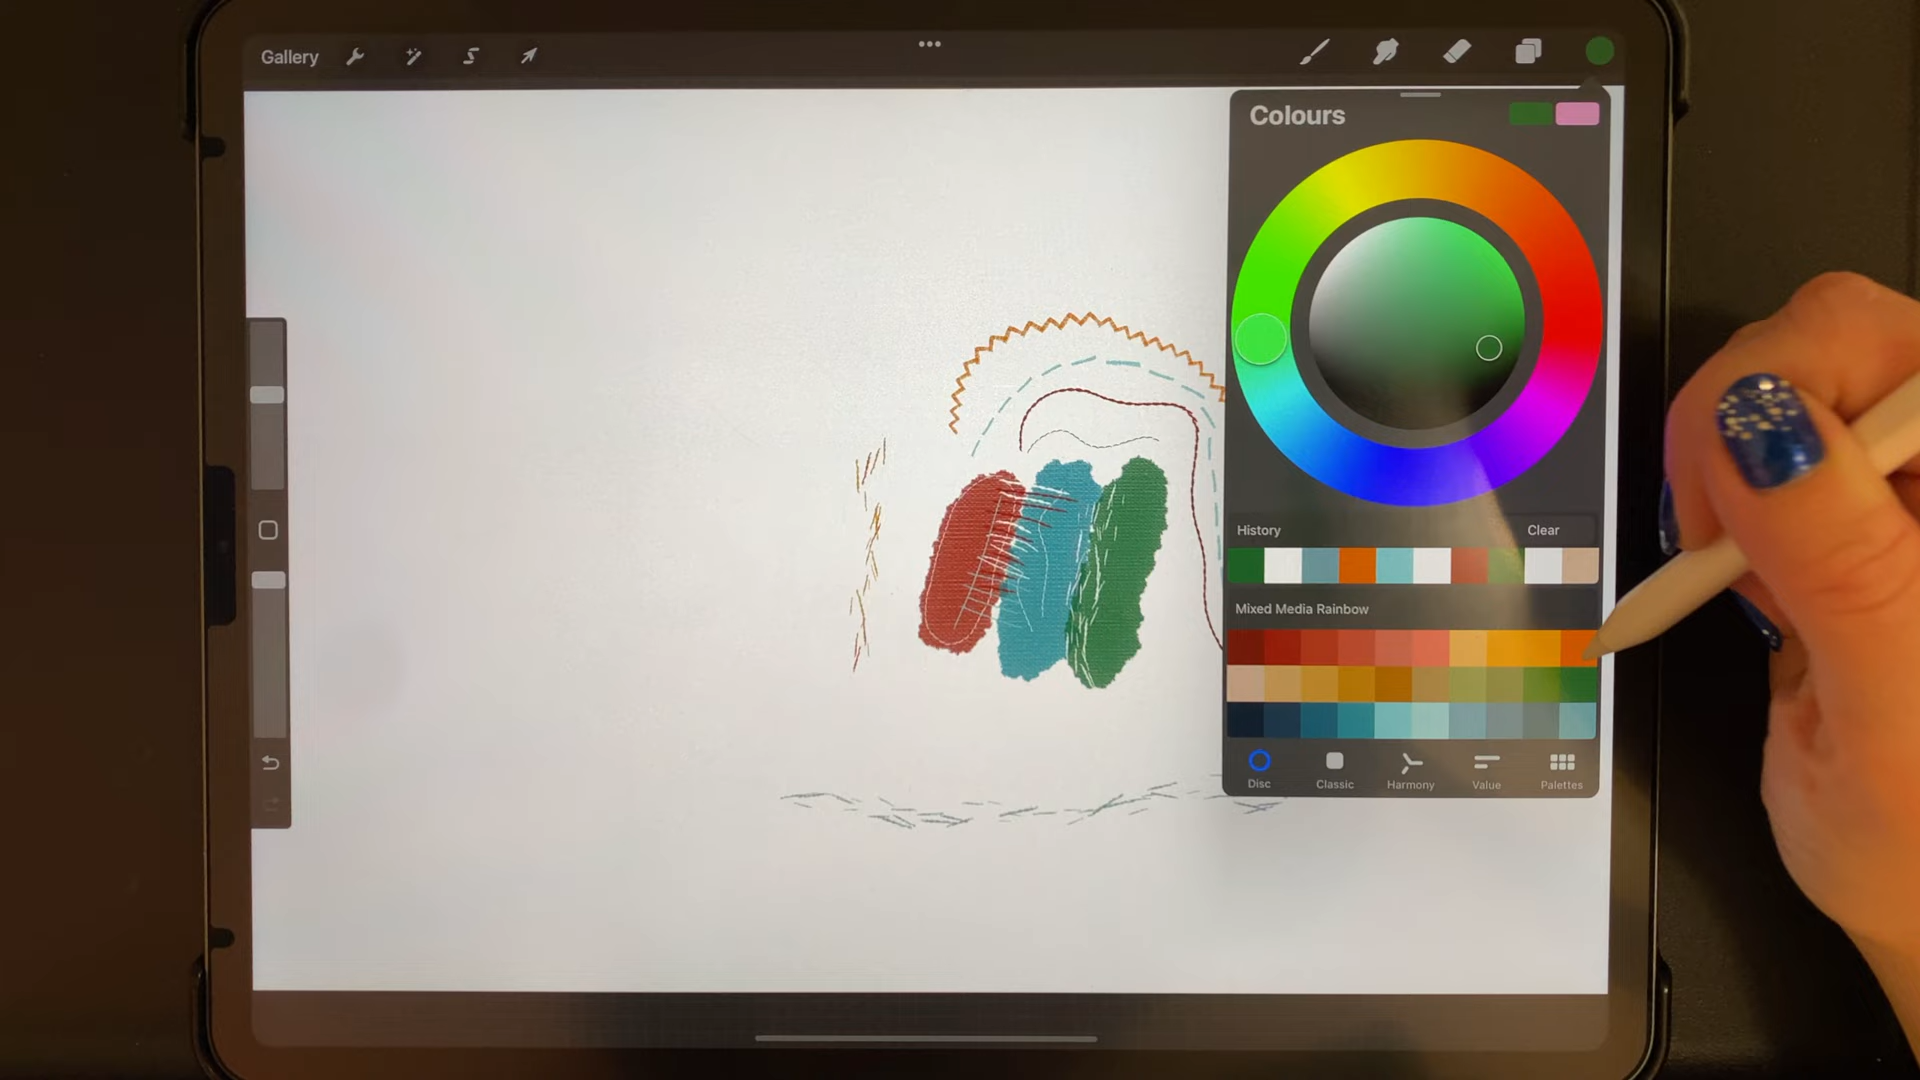 Gallery
Colours
History
Clear
Mixed Media Rainbow
Disc
Classic
Harmony
Value
Palettes